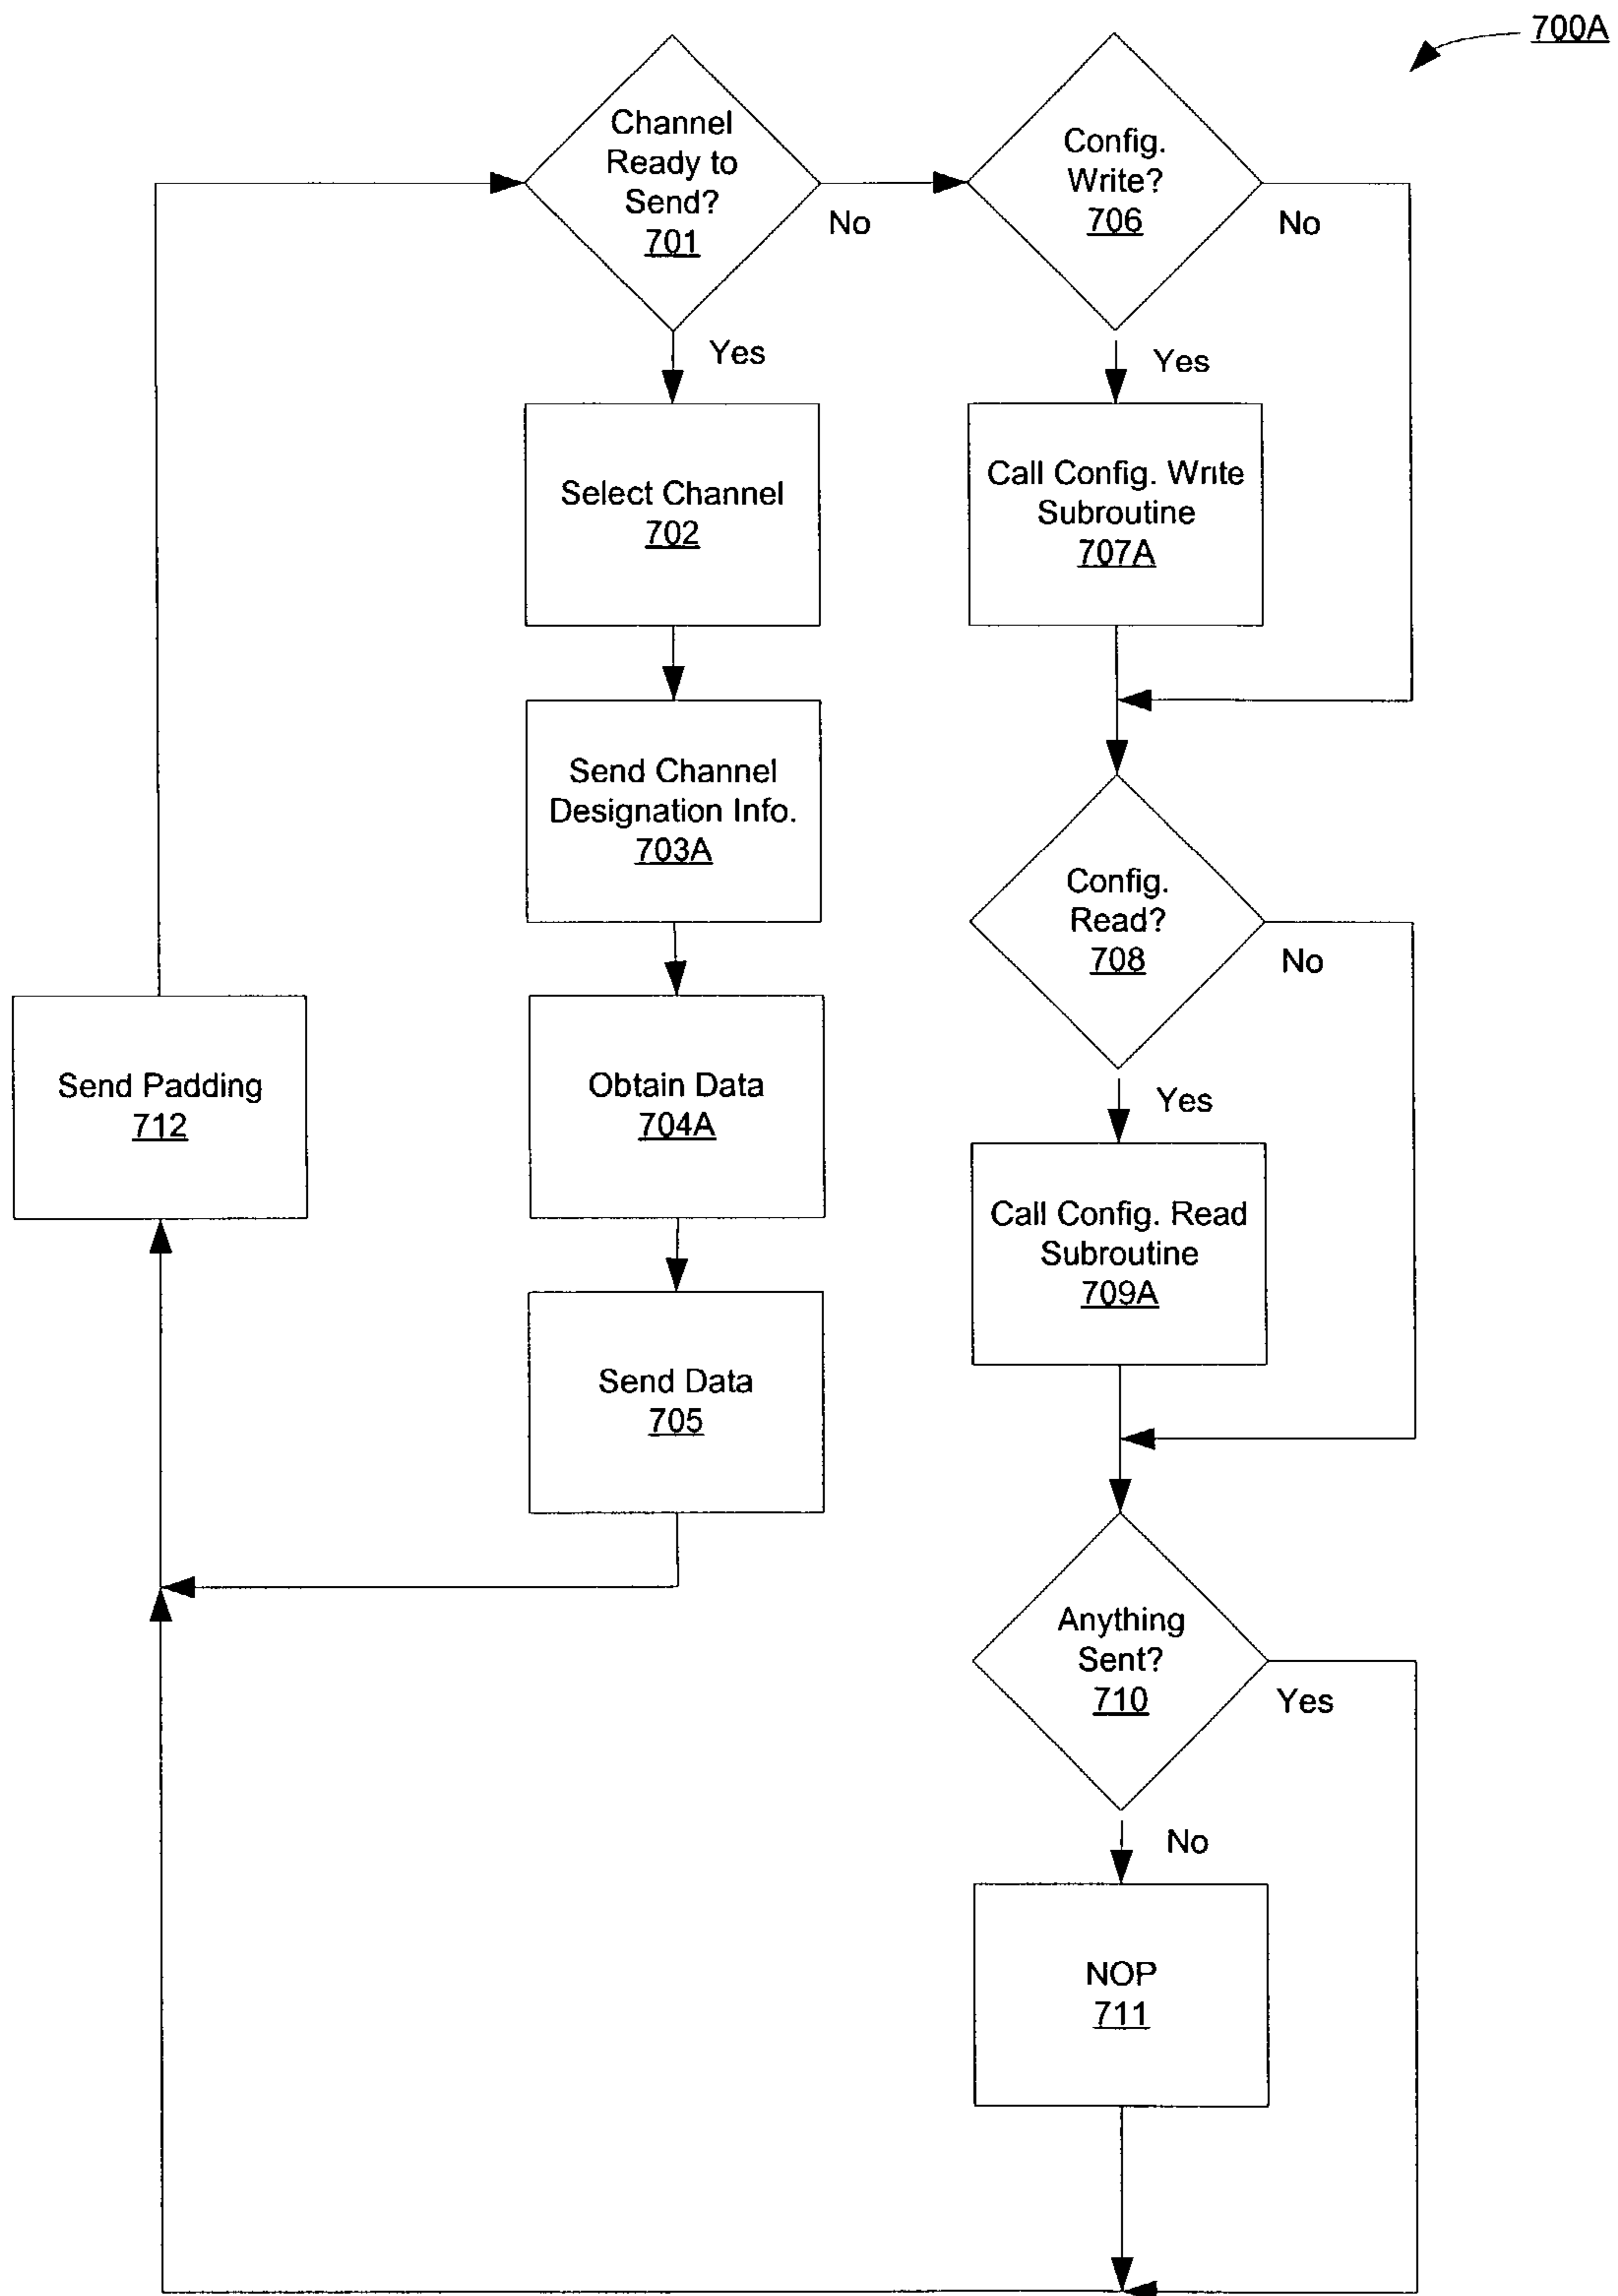 700A
Channel
Ready to
Send?
701
No
Config.
Write?
706
No
Yes
Yes
Select Channel
702
Call Config. Write
Subroutine
707A
Send Channel
Designation Info.
703A
Config.
Read?
708
No
Send Padding
712
Obtain Data
704A
Yes
Call Config. Read
Subroutine
709A
Send Data
705
Anything
Sent?
710
Yes
No
NOP
711